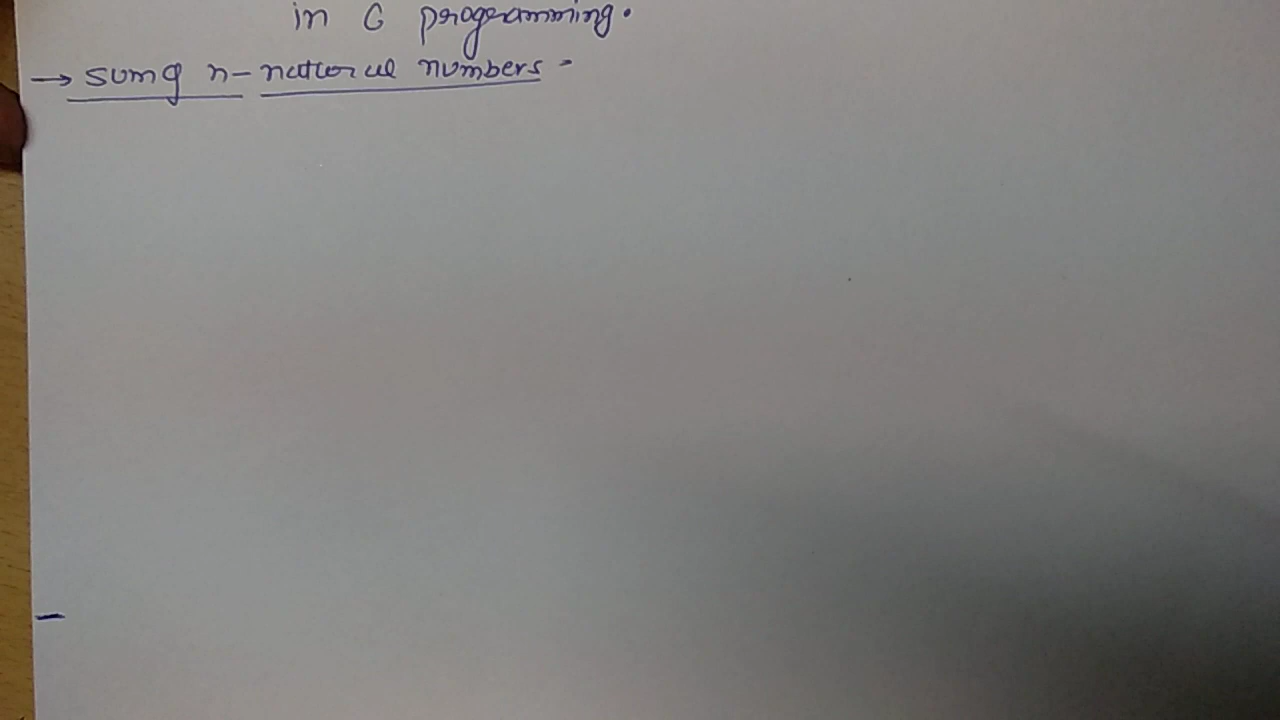 in C programming.
→ sum of n- natural numbers -